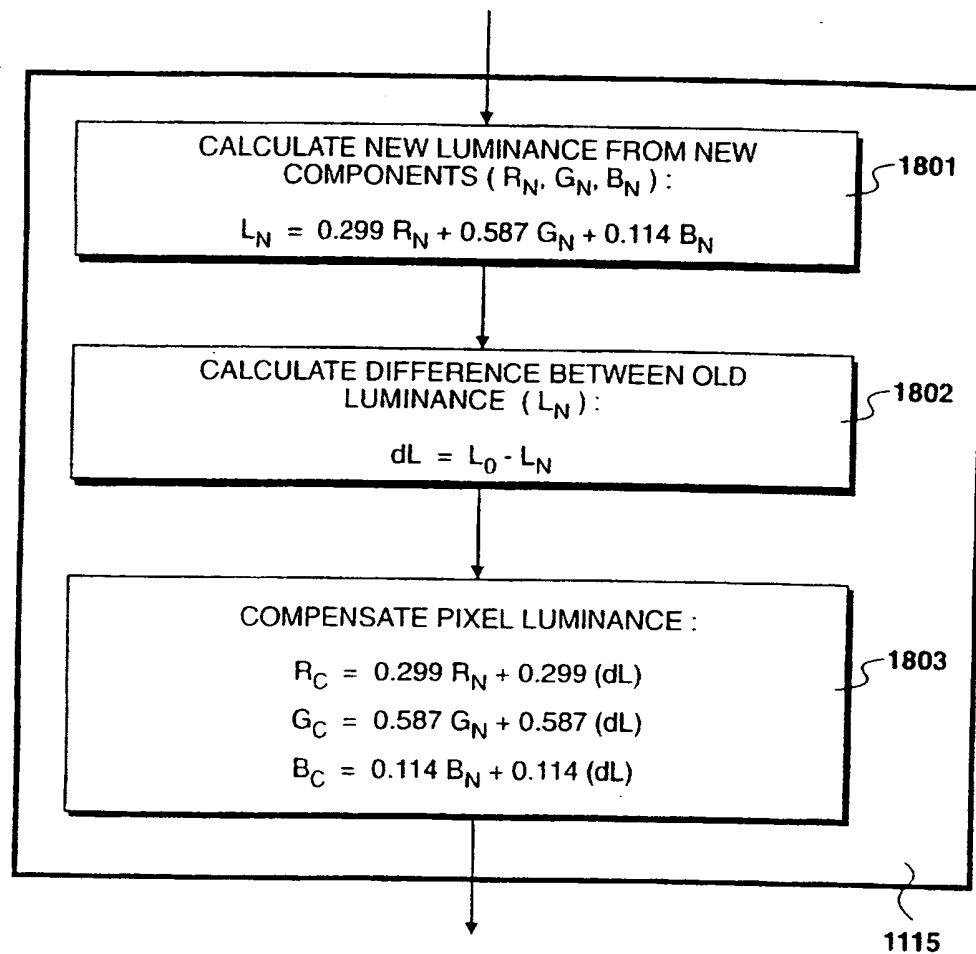 CALCULATE NEW LUMINANCE FROM NEW
COMPONENTS ( R_N, G_N, B_N ) :
L_N = 0.299 R_N + 0.587 G_N + 0.114 B_N
1801
CALCULATE DIFFERENCE BETWEEN OLD
LUMINANCE ( L_N ) :
dL = L_0 - L_N
1802
COMPENSATE PIXEL LUMINANCE :
R_C = 0.299 R_N + 0.299 (dL)
G_C = 0.587 G_N + 0.587 (dL)
B_C = 0.114 B_N + 0.114 (dL)
1803
1115